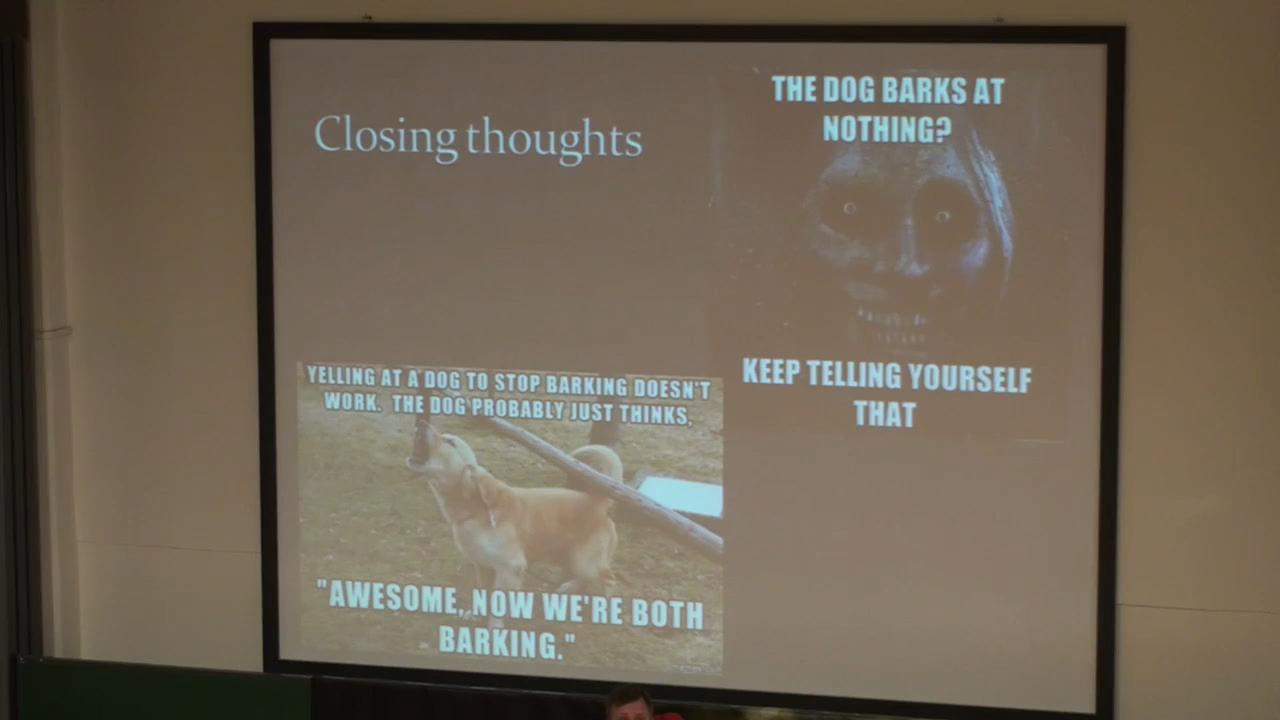 Closing thoughts
THE DOG BARKS AT
NOTHING?
KEEP TELLING YOURSELF
THAT
YELLING AT A DOG TO STOP BARKING DOESN'T
WORK. THE DOG PROBABLY JUST THINKS,
"AWESOME, NOW WE'RE BOTH
BARKING."